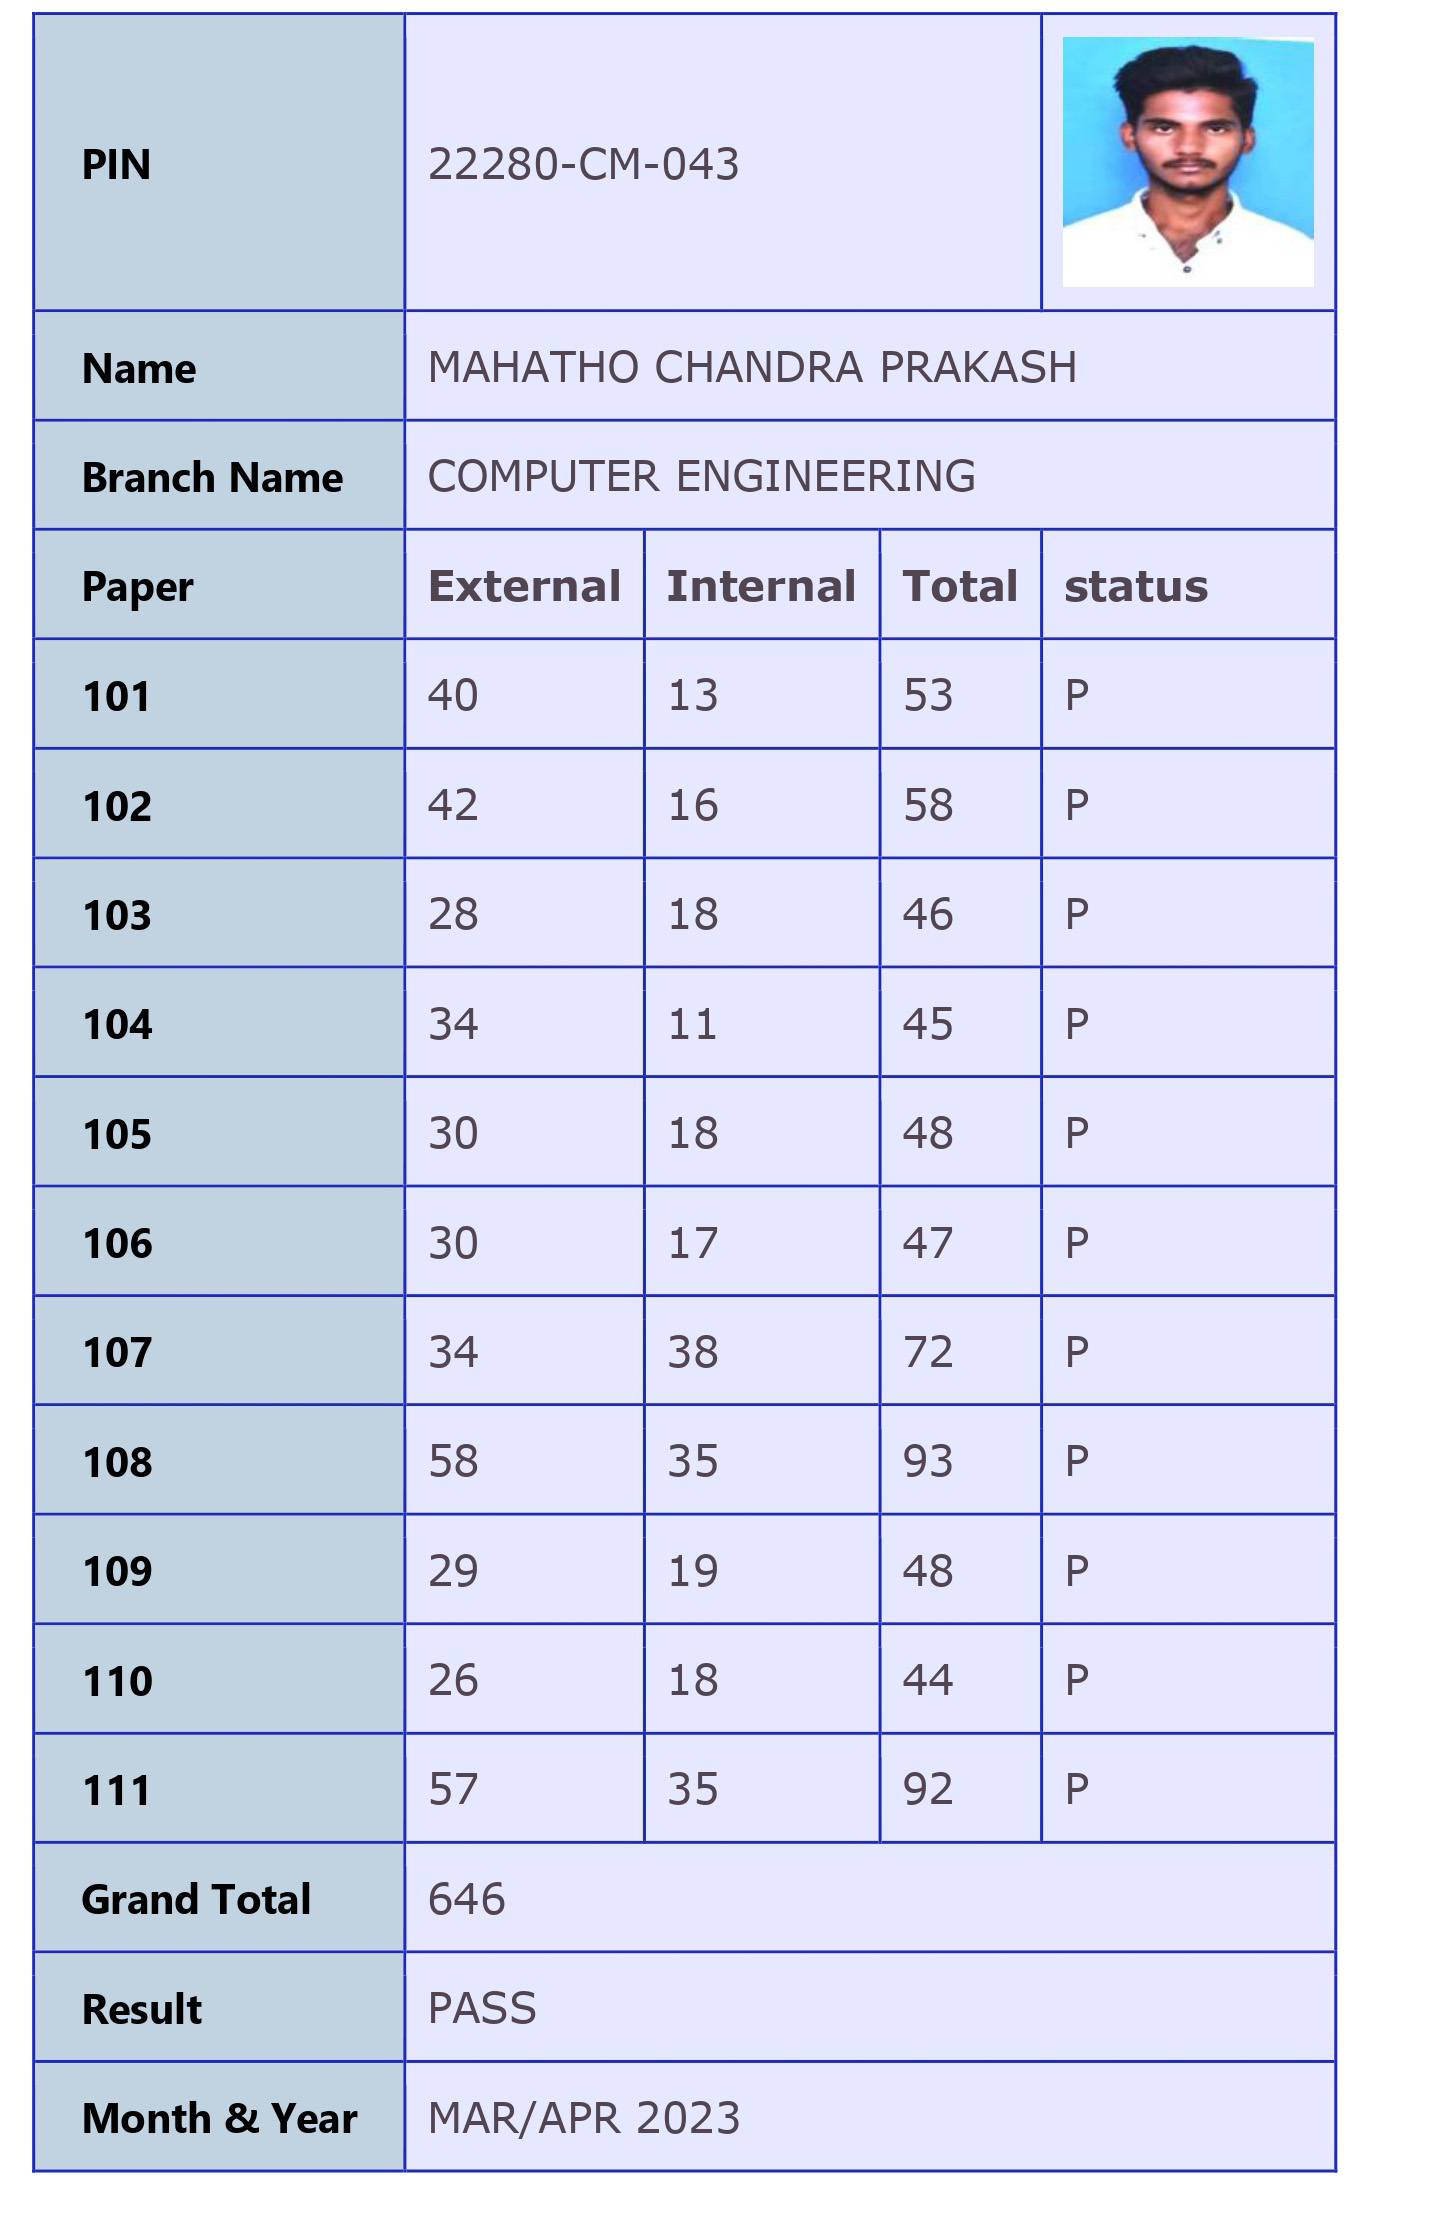 PIN 22280-CM-043
Name MAHATHO CHANDRA PRAKASH
Branch Name COMPUTER ENGINEERING
Paper External Internal Total status
101 40 13 53 P
102 42 16 58 P
103 28 18 46 P
104 34 11 45 P
105 30 18 48 P
106 30 17 47 P
107 34 38 72 P
108 58 35 93 P
109 29 19 48 P
110 26 18 44 P
111 57 35 92 P
Grand Total 646
Result PASS
Month & Year MAR/APR 2023